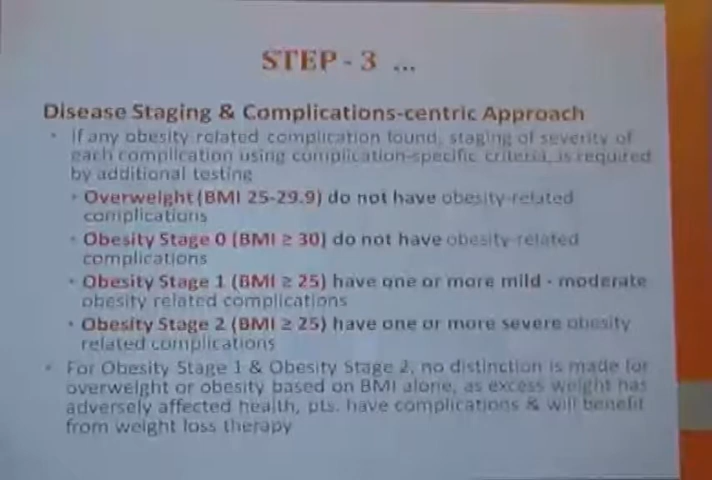 STEP - 3 ...
Disease Staging & Complications-centric Approach
• If any obesity related complication found, staging of severity of
each complication using complication-specific criteria, is required
by additional testing
• Overweight (BMI 25-29.9) do not have obesity-related
complications
• Obesity Stage 0 (BMI ≥ 30) do not have obesity-related
complications
• Obesity Stage 1 (BMI ≥ 25) have one or more mild - moderate
obesity related complications
• Obesity Stage 2 (BMI ≥ 25) have one or more severe obesity
related complications
• For Obesity Stage 1 & Obesity Stage 2, no distinction is made for
overweight or obesity based on BMI alone, as excess weight has
adversely affected health, pts. have complications & will benefit
from weight loss therapy